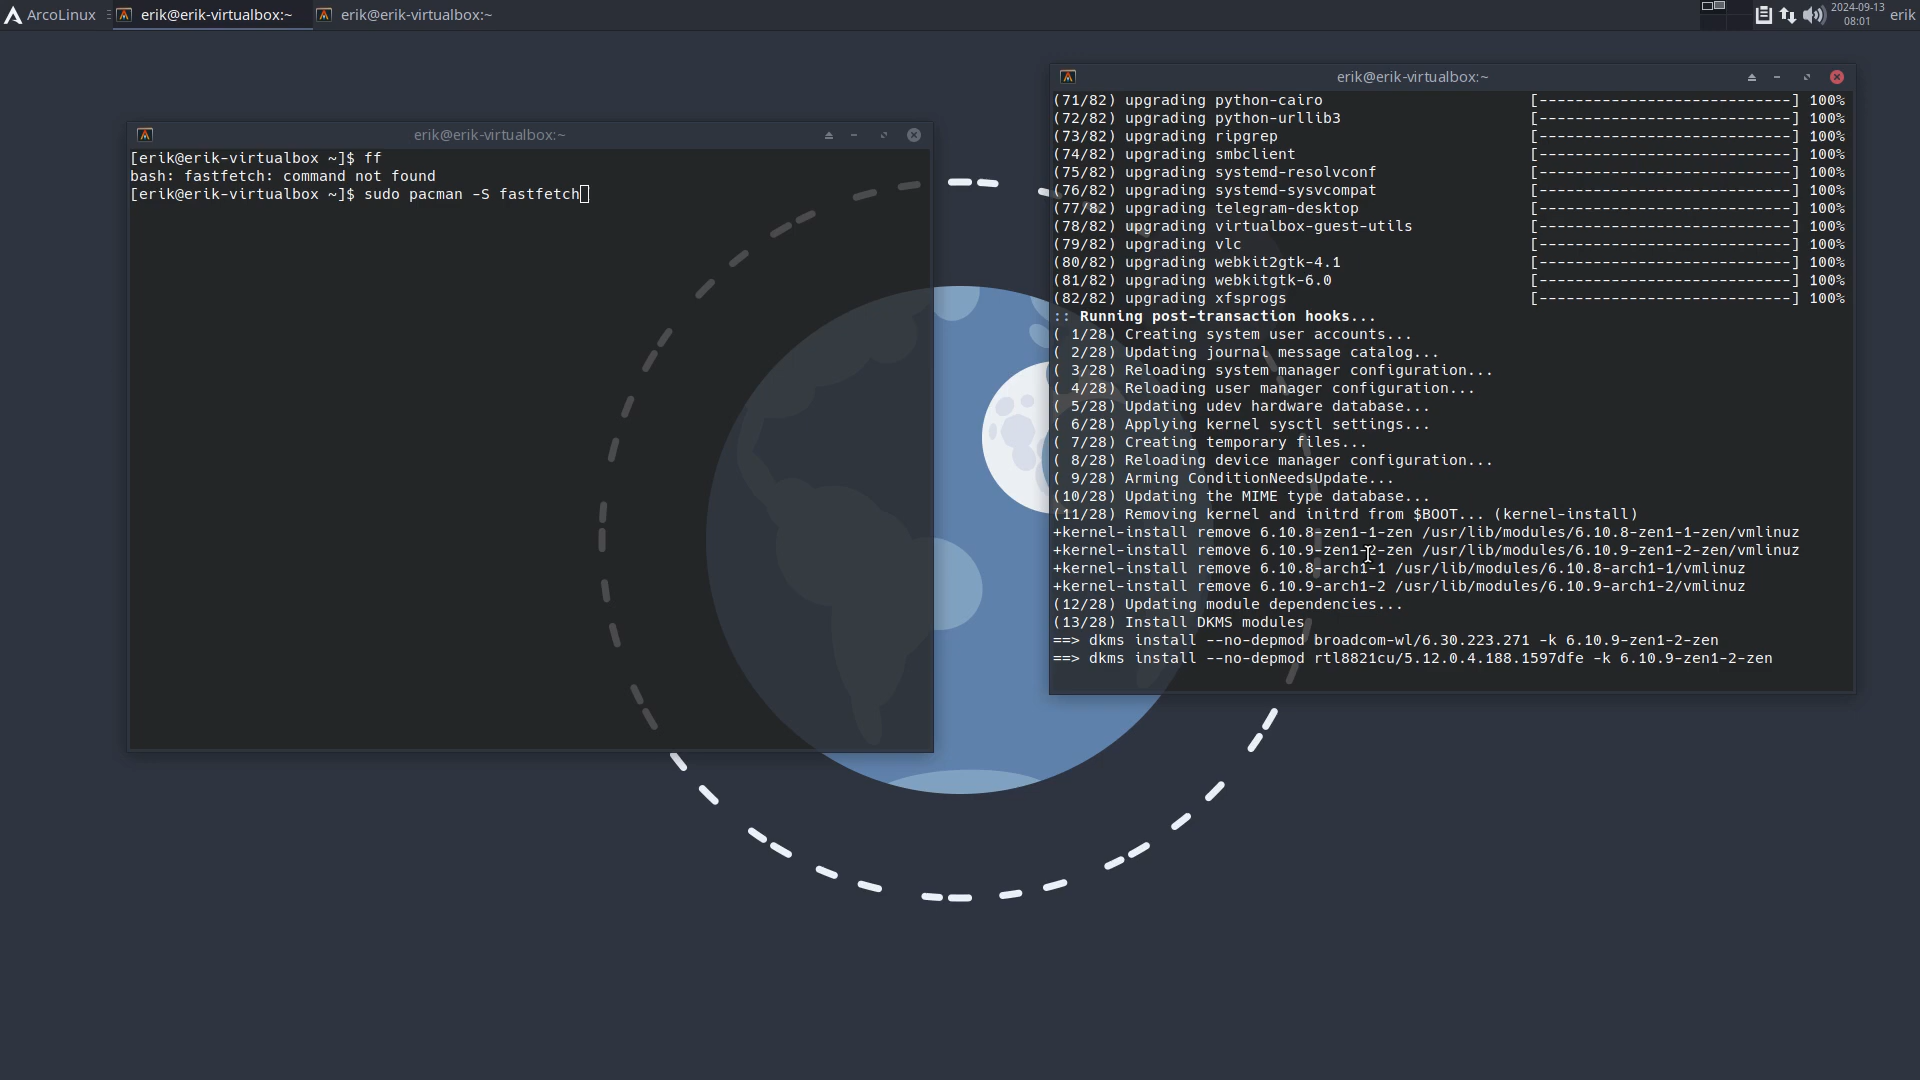 ArcoLinux
erik@erik-virtualbox:~
erik@erik-virtualbox:~
2024-09-13
08:01
erik
erik@erik-virtualbox:~
[erik@erik-virtualbox ~]$ ff
bash: fastfetch: command not found
[erik@erik-virtualbox ~]$ sudo pacman -S fastfetch
erik@erik-virtualbox:~
(71/82) upgrading python-cairo [----------------------------] 100%
(72/82) upgrading python-urllib3 [----------------------------] 100%
(73/82) upgrading ripgrep [----------------------------] 100%
(74/82) upgrading smbclient [----------------------------] 100%
(75/82) upgrading systemd-resolvconf [----------------------------] 100%
(76/82) upgrading systemd-sysvcompat [----------------------------] 100%
(77/82) upgrading telegram-desktop [----------------------------] 100%
(78/82) upgrading virtualbox-guest-utils [----------------------------] 100%
(79/82) upgrading vlc [----------------------------] 100%
(80/82) upgrading webkit2gtk-4.1 [----------------------------] 100%
(81/82) upgrading webkitgtk-6.0 [----------------------------] 100%
(82/82) upgrading xfsprogs [----------------------------] 100%
:: Running post-transaction hooks...
( 1/28) Creating system user accounts...
( 2/28) Updating journal message catalog...
( 3/28) Reloading system manager configuration...
( 4/28) Reloading user manager configuration...
( 5/28) Updating udev hardware database...
( 6/28) Applying kernel sysctl settings...
( 7/28) Creating temporary files...
( 8/28) Reloading device manager configuration...
( 9/28) Arming ConditionNeedsUpdate...
(10/28) Updating the MIME type database...
(11/28) Removing kernel and initrd from $BOOT... (kernel-install)
+kernel-install remove 6.10.8-zen1-1-zen /usr/lib/modules/6.10.8-zen1-1-zen/vmlinuz
+kernel-install remove 6.10.9-zen1-2-zen /usr/lib/modules/6.10.9-zen1-2-zen/vmlinuz
+kernel-install remove 6.10.8-arch1-1 /usr/lib/modules/6.10.8-arch1-1/vmlinuz
+kernel-install remove 6.10.9-arch1-2 /usr/lib/modules/6.10.9-arch1-2/vmlinuz
(12/28) Updating module dependencies...
(13/28) Install DKMS modules
==> dkms install --no-depmod broadcom-wl/6.30.223.271 -k 6.10.9-zen1-2-zen
==> dkms install --no-depmod rtl8821cu/5.12.0.4.188.1597dfe -k 6.10.9-zen1-2-zen